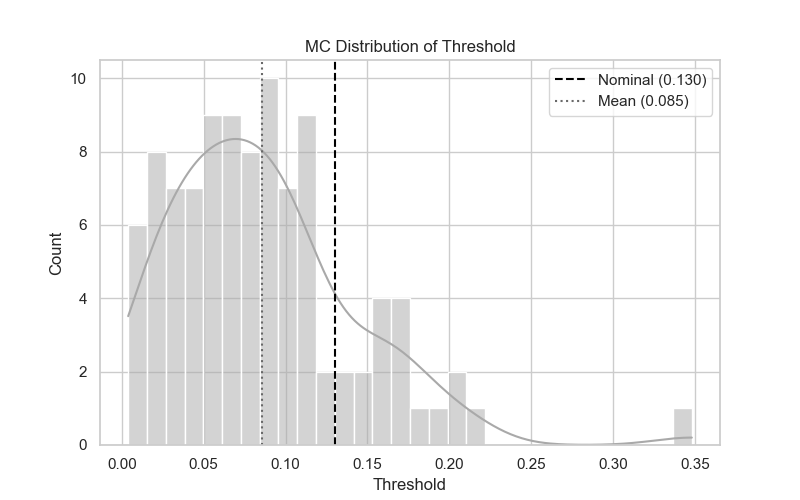 MC Distribution of Threshold
Nominal (0.130)
Mean (0.085)
Count
10
8
6
4
2
0
0.00 0.05 0.10 0.15 0.20 0.25 0.30 0.35
Threshold